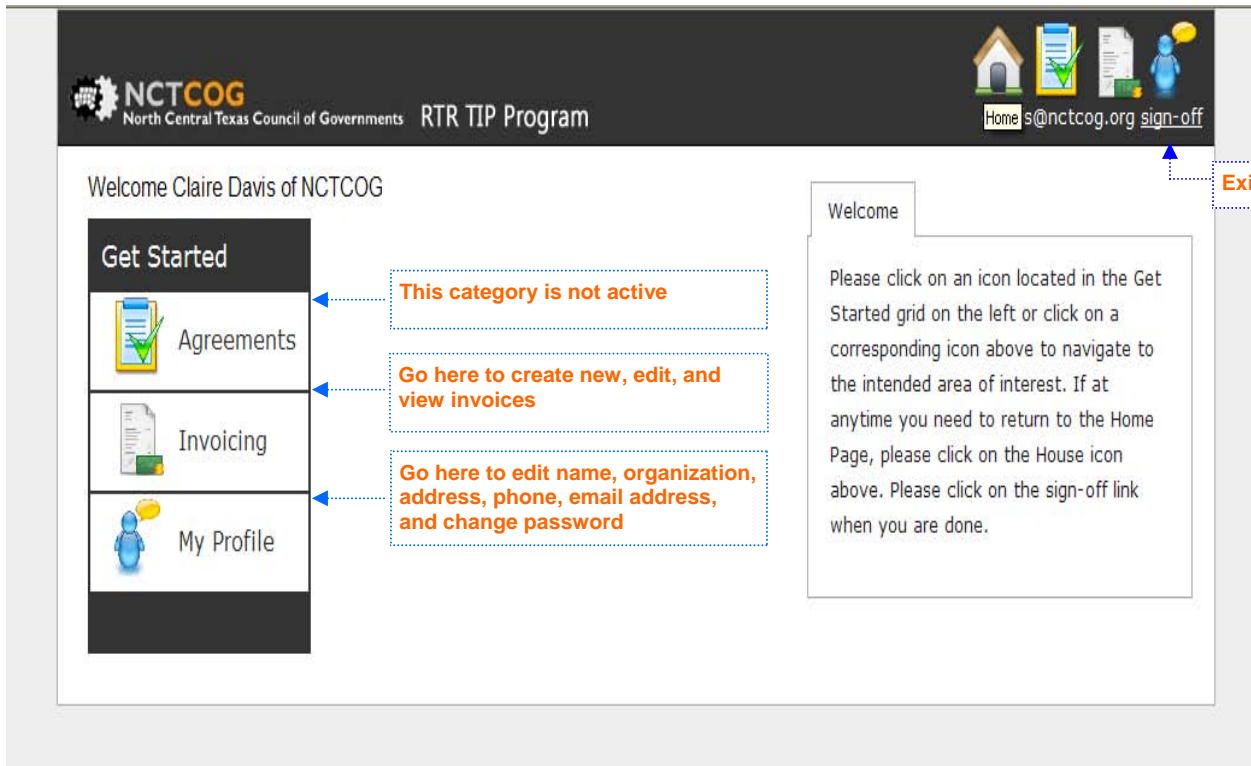 NCTCOG
North Central Texas Council of Governments RTR TIP Program
Home s@nctcog.org sign-off
Welcome Claire Davis of NCTCOG
Get Started
Agreements
Invoicing
My Profile
This category is not active
Go here to create new, edit, and
view invoices
Go here to edit name, organization,
address, phone, email address,
and change password
Exi
Welcome
Please click on an icon located in the Get
Started grid on the left or click on a
corresponding icon above to navigate to
the intended area of interest. If at
anytime you need to return to the Home
Page, please click on the House icon
above. Please click on the sign-off link
when you are done.